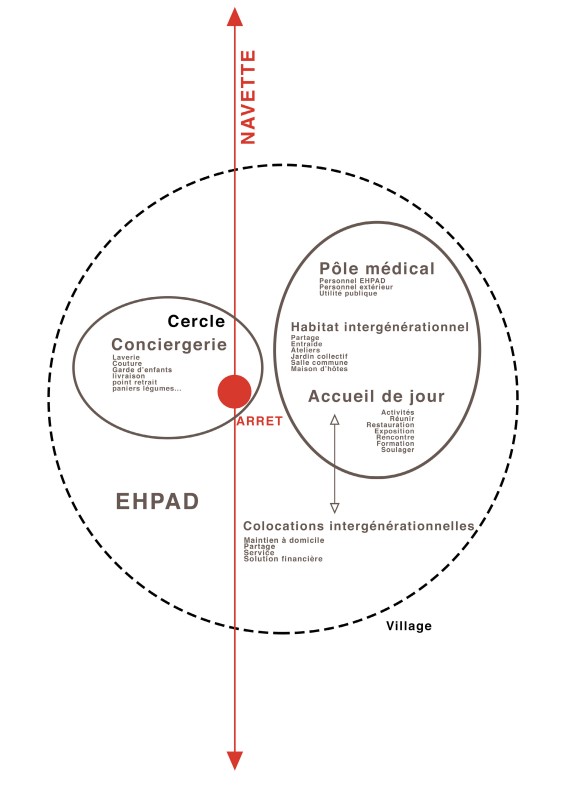 NAVETTE
Pôle médical
Personnel EHPAD
Personnel extérieur
Utilité publique
Cercle
Conciergerie
Laverie
Couture
Garde d'enfants
livraison
point retrait
paniers légumes...
Habitat intergénérationnel
Partage
Entraide
Ateliers
Jardin collectif
Salle commune
Maison d'hôtes
Accueil de jour
Activités
Réunir
Restauration
Exposition
Rencontre
Formation
Soulager
ARRET
EHPAD
Colocations intergénérationnelles
Maintien à domicile
Partage
Service
Solution financière
Village